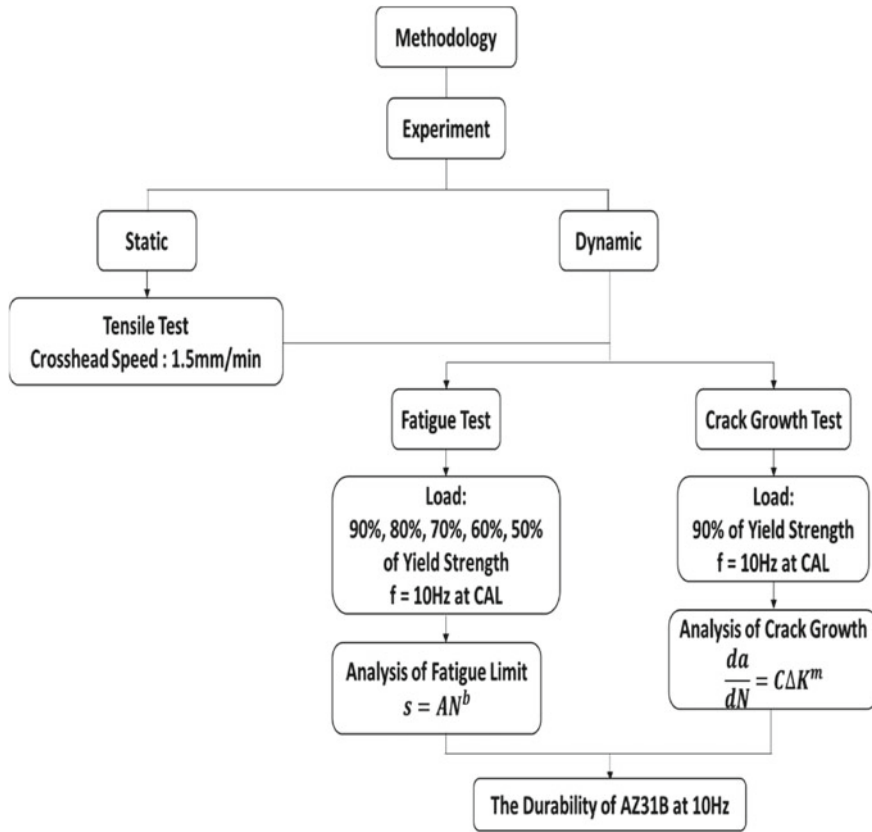 Methodology
Experiment
Static
Dynamic
Tensile Test
Crosshead Speed : 1.5mm/min
Fatigue Test
Crack Growth Test
Load:
90%, 80%, 70%, 60%, 50%
of Yield Strength
f = 10Hz at CAL
Load:
90% of Yield Strength
f = 10Hz at CAL
Analysis of Fatigue Limit
s = AN^b
Analysis of Crack Growth
da/dN = CΔK^m
The Durability of AZ31B at 10Hz